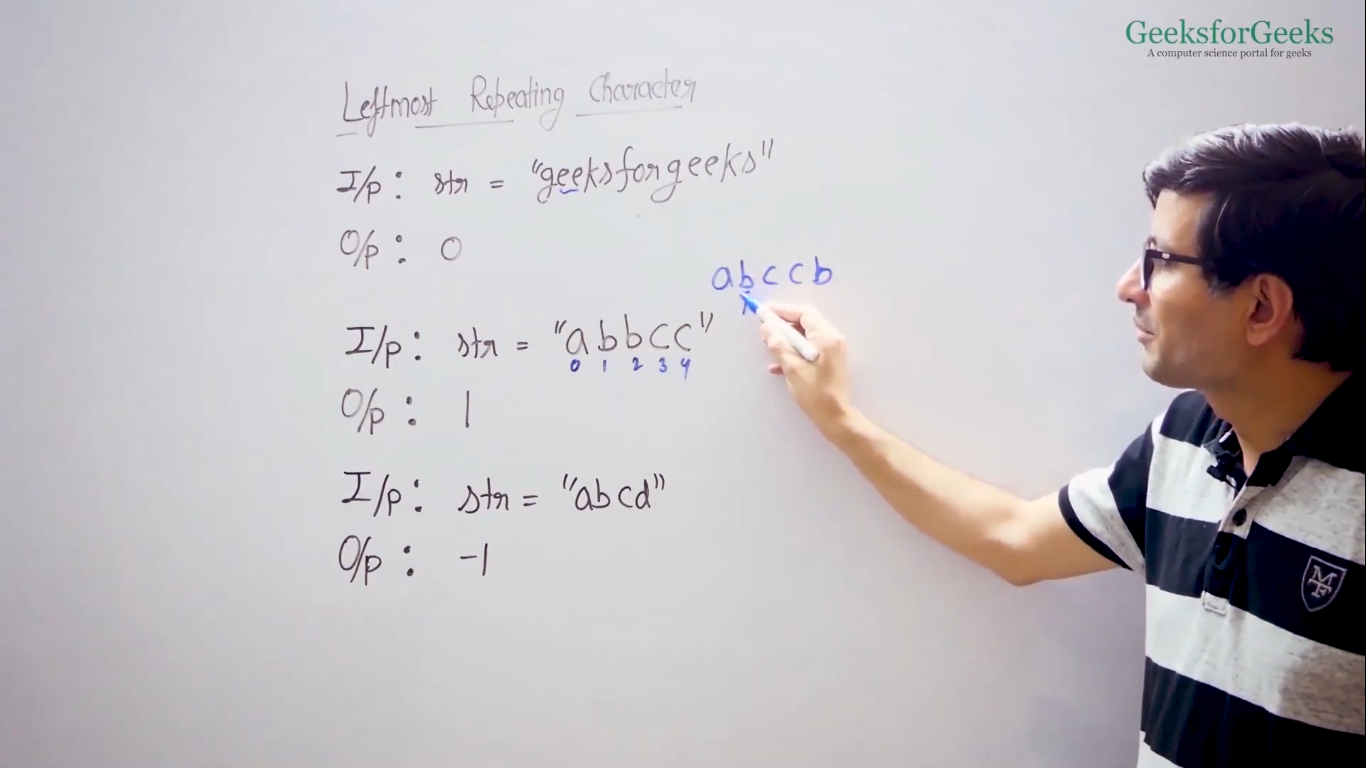 GeeksforGeeks
A computer science portal for geeks
Leftmost Repeating Character
I/p : str = "geeksforgeeks"
O/p : 0
abccb
I/p : str = "abbcc"
0 1 2 3 4
O/p : 1
I/p : str = "abcd"
O/p : -1
MF